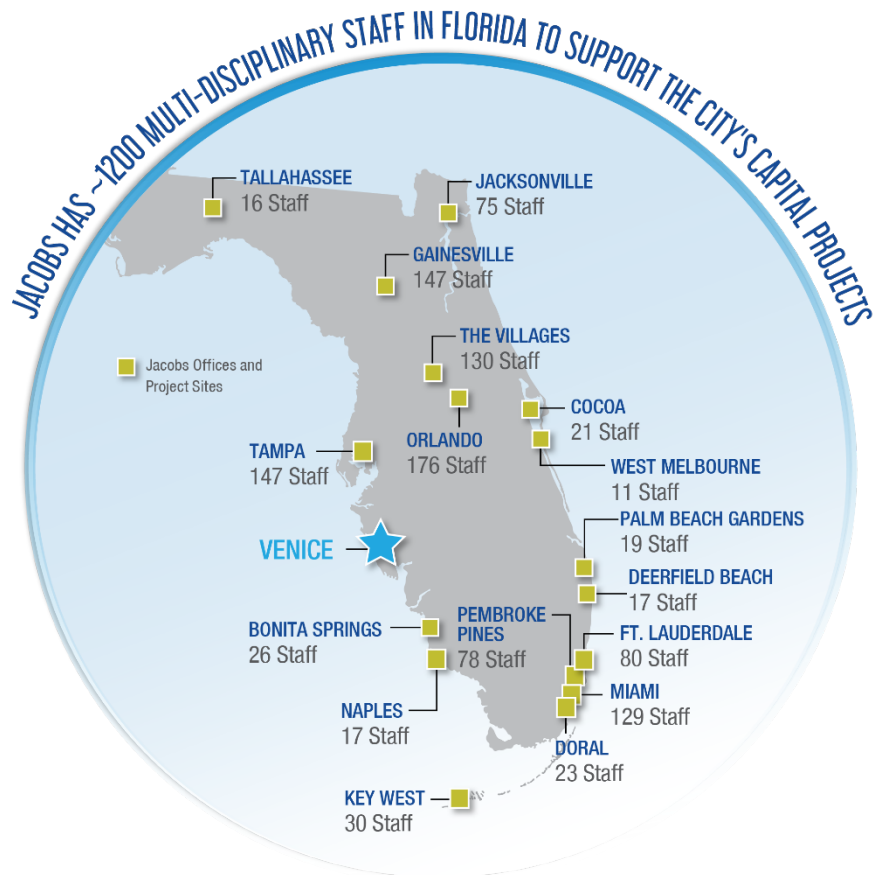 JACOBS HAS ~1200 MULTI-DISCIPLINARY STAFF IN FLORIDA TO SUPPORT THE CITY'S CAPITAL PROJECTS
TALLAHASSEE
16 Staff
JACKSONVILLE
75 Staff
GAINESVILLE
147 Staff
THE VILLAGES
130 Staff
Jacobs Offices and
Project Sites
COCOA
21 Staff
ORLANDO
176 Staff
TAMPA
147 Staff
WEST MELBOURNE
11 Staff
PALM BEACH GARDENS
19 Staff
VENICE
DEERFIELD BEACH
17 Staff
PEMBROKE
PINES
78 Staff
BONITA SPRINGS
26 Staff
FT. LAUDERDALE
80 Staff
MIAMI
129 Staff
NAPLES
17 Staff
DORAL
23 Staff
KEY WEST
30 Staff